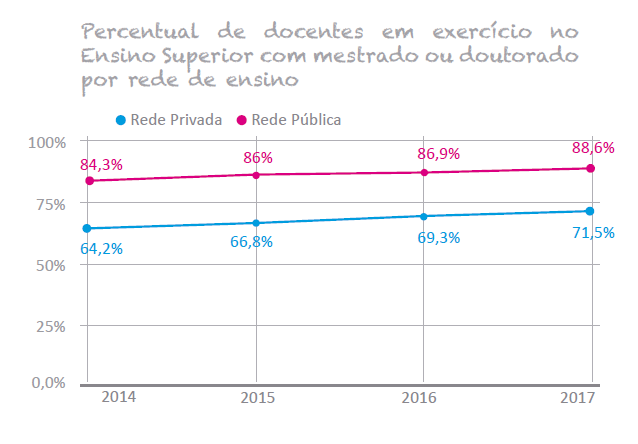 Percentual de docentes em exercício no
Ensino Superior com mestrado ou doutorado
por rede de ensino
Rede Privada Rede Pública
100%
84,3% 86% 86,9% 88,6%
75%
64,2% 66,8% 69,3% 71,5%
50%
25%
0,0%
2014 2015 2016 2017